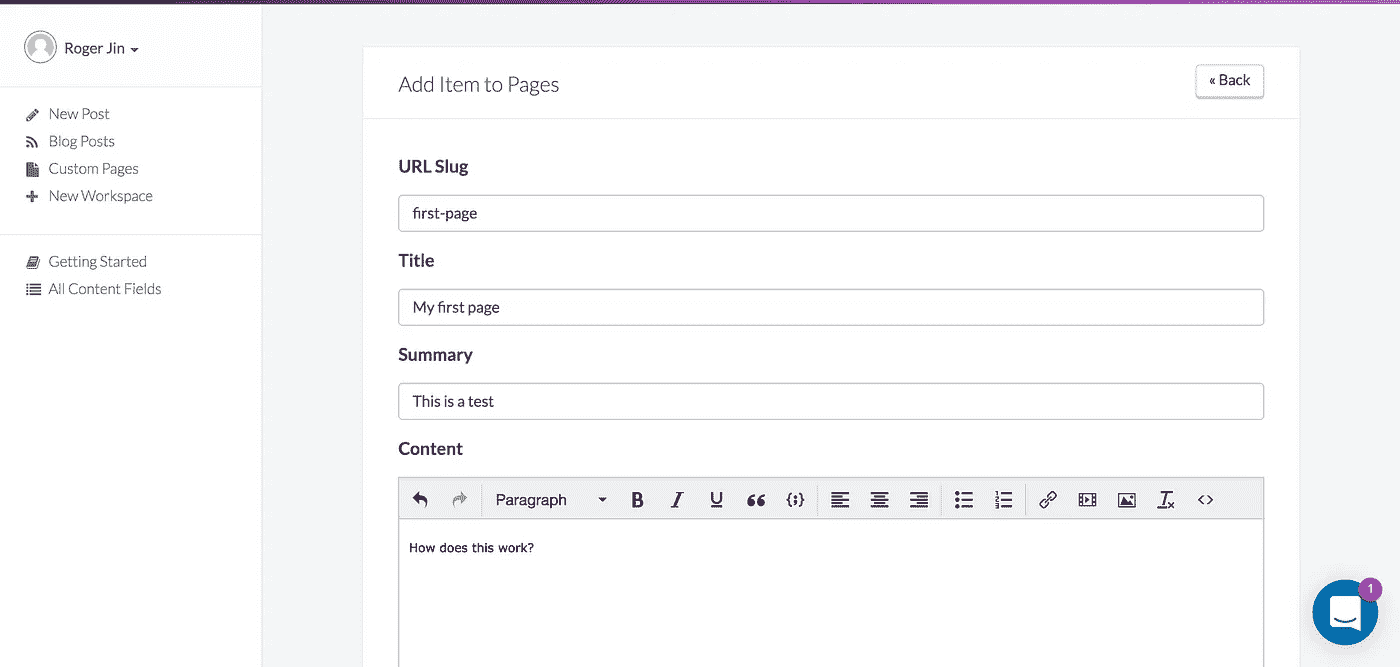 Roger Jin
New Post
Blog Posts
Custom Pages
New Workspace
Getting Started
All Content Fields
Add Item to Pages
« Back
URL Slug
first-page
Title
My first page
Summary
This is a test
Content
Paragraph
How does this work?
1